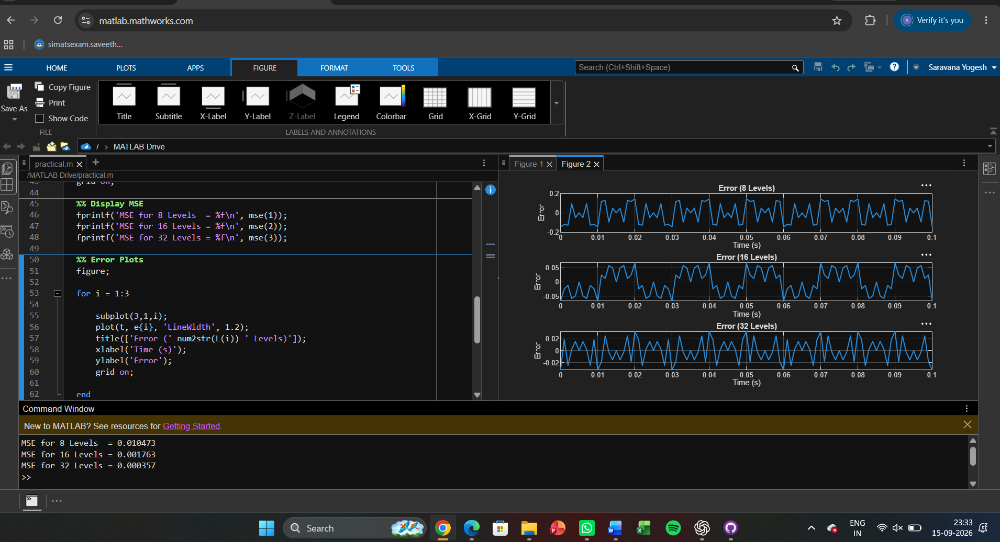 matlab.mathworks.com
Verify it's you
simatsexam.saveeth...
HOME PLOTS APPS FIGURE FORMAT TOOLS
Search (Ctrl+Shift+Space)
Saravana Yogesh
Save As
Copy Figure
Print
Show Code
FILE
Title Subtitle X-Label Y-Label Z-Label Legend Colorbar Grid X-Grid Y-Grid
LABELS AND ANNOTATIONS
/ > MATLAB Drive
practical.m
/MATLAB Drive/practical.m
43 grid on;
44
45 %% Display MSE
46 fprintf('MSE for 8 Levels  = %f\n', mse(1));
47 fprintf('MSE for 16 Levels = %f\n', mse(2));
48 fprintf('MSE for 32 Levels = %f\n', mse(3));
49
50 %% Error Plots
51 figure;
52
53 for i = 1:3
54
55 subplot(3,1,i);
56 plot(t, e{i}, 'LineWidth', 1.2);
57 title(['Error (' num2str(L(i)) ' Levels)']);
58 xlabel('Time (s)');
59 ylabel('Error');
60 grid on;
61
62 end
Figure 1 Figure 2
Error (8 Levels)
Error
0.2
0
-0.2
0 0.01 0.02 0.03 0.04 0.05 0.06 0.07 0.08 0.09 0.1
Time (s)
Error (16 Levels)
Error
0.05
0
-0.05
0 0.01 0.02 0.03 0.04 0.05 0.06 0.07 0.08 0.09 0.1
Time (s)
Error (32 Levels)
Error
0.02
0
-0.02
0 0.01 0.02 0.03 0.04 0.05 0.06 0.07 0.08 0.09 0.1
Time (s)
Command Window
New to MATLAB? See resources for Getting Started.
MSE for 8 Levels  = 0.010473
MSE for 16 Levels = 0.001763
MSE for 32 Levels = 0.000357
>>
Search
ENG
IN
23:33
15-09-2026